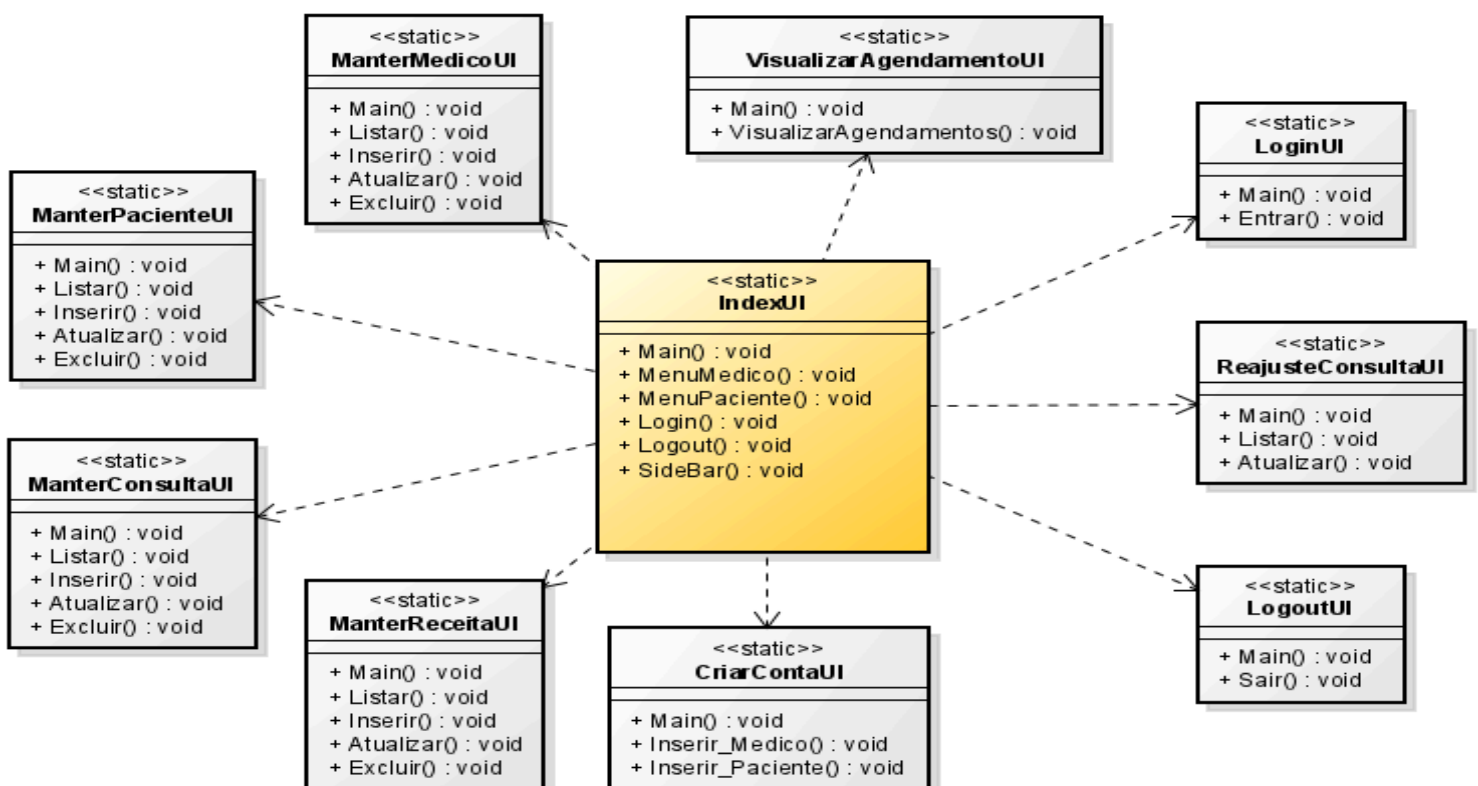 <<static>>
ManterMedicoUI
+ Main() : void
+ Listar() : void
+ Inserir() : void
+ Atualizar() : void
+ Excluir() : void
<<static>>
VisualizarAgendamentoUI
+ Main() : void
+ VisualizarAgendamentos() : void
<<static>>
LoginUI
+ Main() : void
+ Entrar() : void
<<static>>
ManterPacienteUI
+ Main() : void
+ Listar() : void
+ Inserir() : void
+ Atualizar() : void
+ Excluir() : void
<<static>>
IndexUI
+ Main() : void
+ MenuMedico() : void
+ MenuPaciente() : void
+ Login() : void
+ Logout() : void
+ SideBar() : void
<<static>>
ReajusteConsultaUI
+ Main() : void
+ Listar() : void
+ Atualizar() : void
<<static>>
ManterConsultaUI
+ Main() : void
+ Listar() : void
+ Inserir() : void
+ Atualizar() : void
+ Excluir() : void
<<static>>
ManterReceitaUI
+ Main() : void
+ Listar() : void
+ Inserir() : void
+ Atualizar() : void
+ Excluir() : void
<<static>>
CriarContaUI
+ Main() : void
+ Inserir_Medico() : void
+ Inserir_Paciente() : void
<<static>>
LogoutUI
+ Main() : void
+ Sair() : void